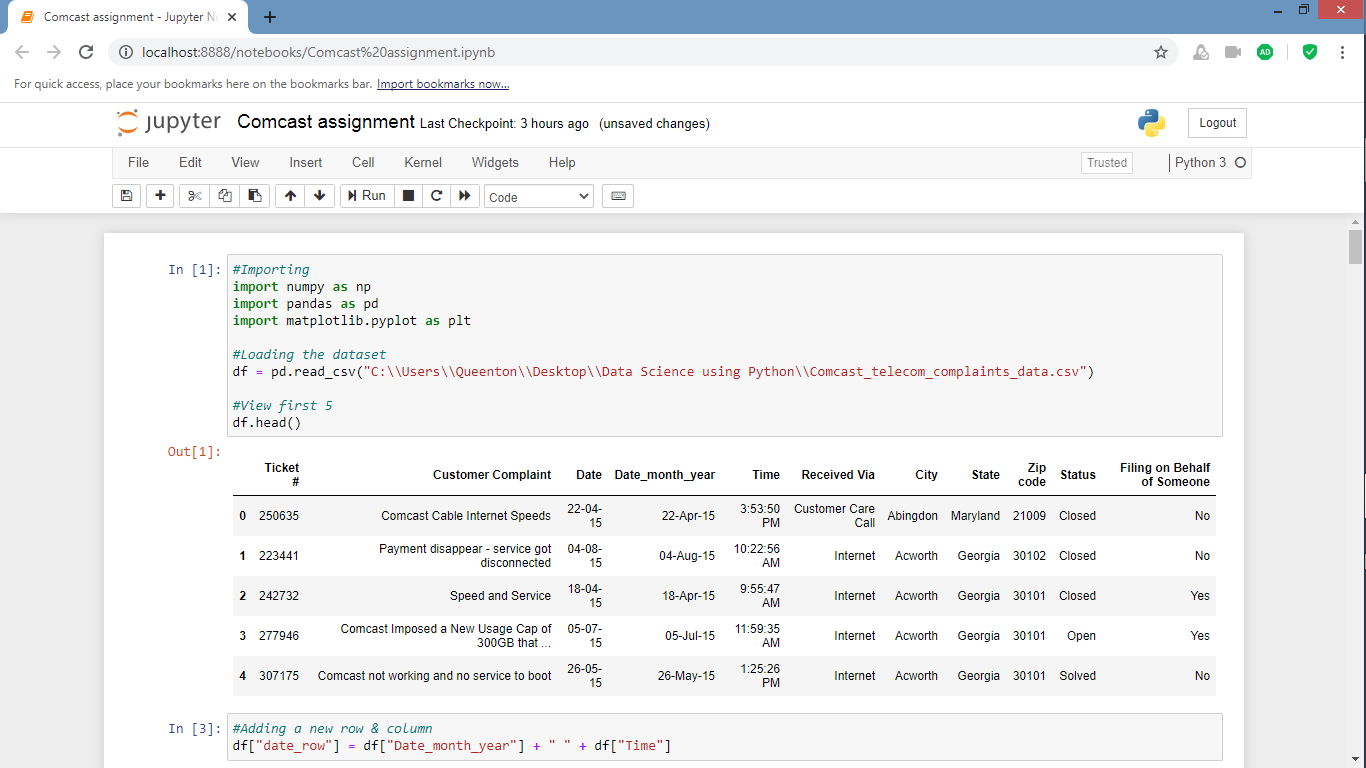 Comcast assignment - Jupyter No
localhost:8888/notebooks/Comcast%20assignment.ipynb
AD
For quick access, place your bookmarks here on the bookmarks bar. Import bookmarks now...
jupyter Comcast assignment Last Checkpoint: 3 hours ago (unsaved changes)
Logout
File Edit View Insert Cell Kernel Widgets Help
Trusted
Python 3
Run
Code
In [1]:
#Importing
import numpy as np
import pandas as pd
import matplotlib.pyplot as plt
#Loading the dataset
df = pd.read_csv("C:\\Users\\Queenton\\Desktop\\Data Science using Python\\Comcast_telecom_complaints_data.csv")
#View first 5
df.head()
Out[1]:
Ticket # Customer Complaint Date Date_month_year Time Received Via City State Zip code Status Filing on Behalf of Someone
0 250635 Comcast Cable Internet Speeds 22-04-15 22-Apr-15 3:53:50 PM Customer Care Call Abingdon Maryland 21009 Closed No
1 223441 Payment disappear - service got disconnected 04-08-15 04-Aug-15 10:22:56 AM Internet Acworth Georgia 30102 Closed No
2 242732 Speed and Service 18-04-15 18-Apr-15 9:55:47 AM Internet Acworth Georgia 30101 Closed Yes
3 277946 Comcast Imposed a New Usage Cap of 300GB that ... 05-07-15 05-Jul-15 11:59:35 AM Internet Acworth Georgia 30101 Open Yes
4 307175 Comcast not working and no service to boot 26-05-15 26-May-15 1:25:26 PM Internet Acworth Georgia 30101 Solved No
In [3]:
#Adding a new row & column
df["date_row"] = df["Date_month_year"] + " " + df["Time"]